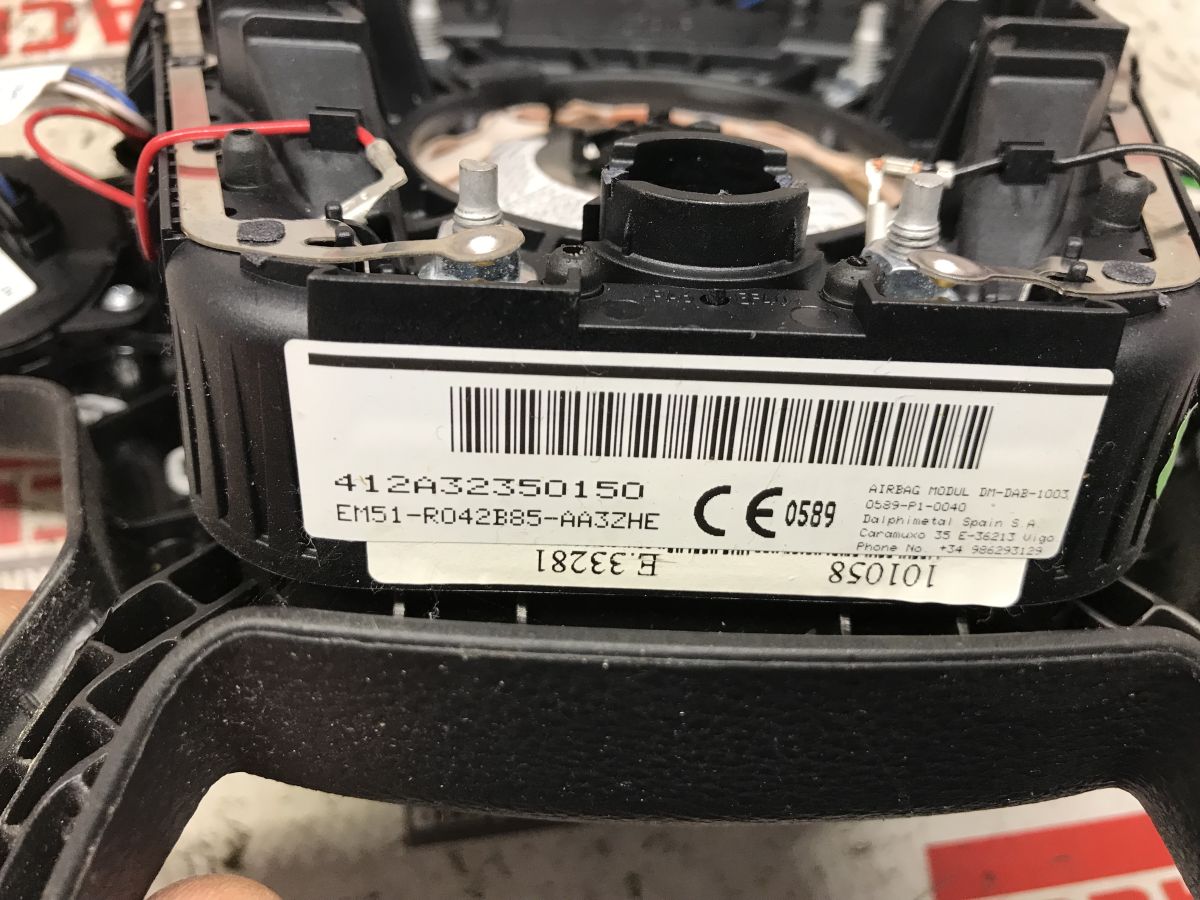 412A32350150
EM51-R042B85-AA3ZHE
CE 0589
AIRBAG MODUL DM-DAB-1003
0589-P1-0040
Dalphimetal Spain S.A
Caramuxo 35 E-36213 Vigo
Phone No. +34 986293129
101058 E.33281